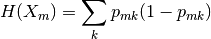 H(X_m) = \sum_k p_{mk}(1 - p_{mk})